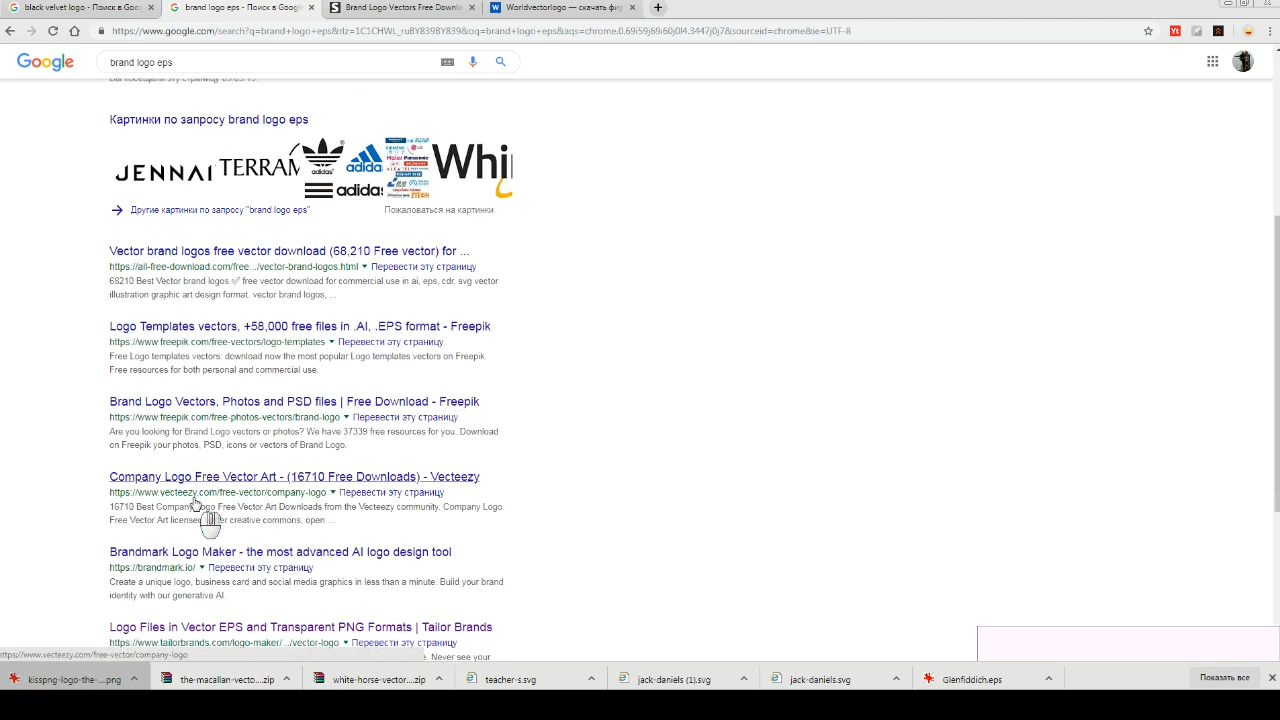 black velvet logo - Поиск в Goog
brand logo eps - Поиск в Google
Brand Logo Vectors Free Downlo
Worldvectorlogo — скачать фир
https://www.google.com/search?q=brand+logo+eps&rlz=1C1CHWL_ruBY839BY839&oq=brand+logo+eps&aqs=chrome.0.69i59j69i60j0l4.3447j0j7&sourceid=chrome&ie=UTF-8
Google
brand logo eps
Вы посещали эту страницу
Картинки по запросу brand logo eps
JENNAI
TERRAM
adidas
adida
adidas
Haier Panasonic
Whi
Другие картинки по запросу "brand logo eps"
Пожаловаться на картинки
Vector brand logos free vector download (68,210 Free vector) for ...
https://all-free-download.com/free.../vector-brand-logos.html ▼ Перевести эту страницу
68210 Best Vector brand logos ✅ free vector download for commercial use in ai, eps, cdr, svg vector
illustration graphic art design format. vector brand logos, ...
Logo Templates vectors, +58,000 free files in .AI, .EPS format - Freepik
https://www.freepik.com/free-vectors/logo-templates ▼ Перевести эту страницу
Free Logo templates vectors: download now the most popular Logo templates vectors on Freepik.
Free resources for both personal and commercial use.
Brand Logo Vectors, Photos and PSD files | Free Download - Freepik
https://www.freepik.com/free-photos-vectors/brand-logo ▼ Перевести эту страницу
Are you looking for Brand Logo vectors or photos? We have 37339 free resources for you. Download
on Freepik your photos, PSD, icons or vectors of Brand Logo.
Company Logo Free Vector Art - (16710 Free Downloads) - Vecteezy
https://www.vecteezy.com/free-vector/company-logo ▼ Перевести эту страницу
16710 Best Company Logo Free Vector Art Downloads from the Vecteezy community. Company Logo
Free Vector Art license er creative commons, open ...
Brandmark Logo Maker - the most advanced AI logo design tool
https://brandmark.io/ ▼ Перевести эту страницу
Create a unique logo, business card and social media graphics in less than a minute. Build your brand
identity with our generative AI.
Logo Files in Vector EPS and Transparent PNG Formats | Tailor Brands
https://www.tailorbrands.com/logo-maker/.../vector-logo ▼ Перевести эту страницу
e. Never see your
https://www.vecteezy.com/free-vector/company-logo
kisspng-logo-the-....png
the-macallan-vecto....zip
white-horse-vector....zip
teacher-s.svg
jack-daniels (1).svg
jack-daniels.svg
Glenfiddich.eps
Показать все